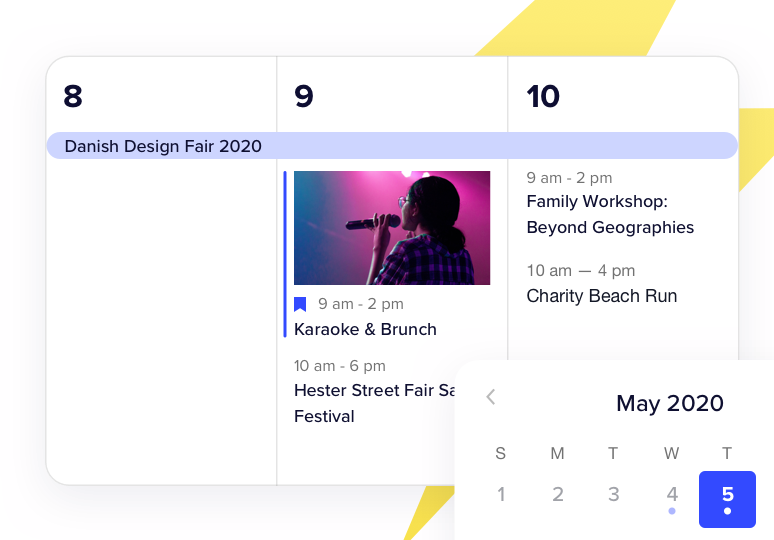 8
9
10
Danish Design Fair 2020
9 am - 2 pm
Karaoke & Brunch
10 am - 6 pm
Hester Street Fair
Festival
9 am - 2 pm
Family Workshop:
Beyond Geographies
10 am — 4 pm
Charity Beach Run
May 2020
S M T W T
1 2 3 4 5